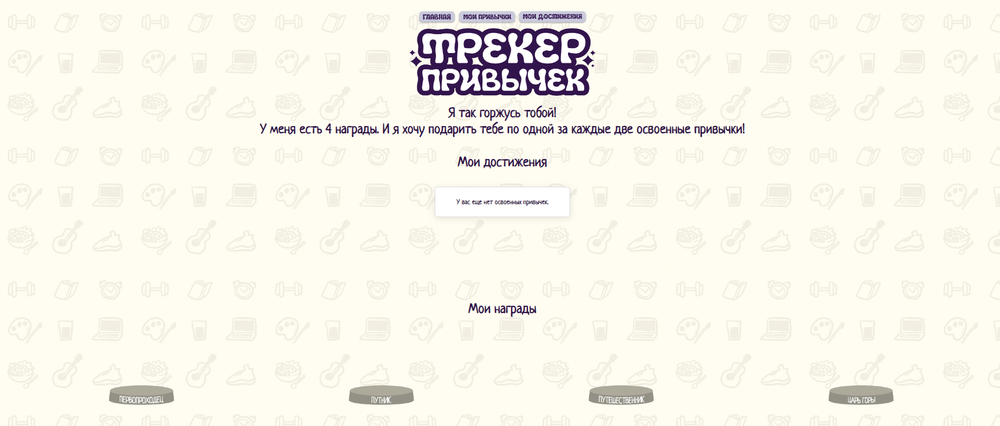 ГЛАВНАЯ МОИ ПРИВЫЧКИ МОИ ДОСТИЖЕНИЯ
ТРЕКЕР
ПРИВЫЧЕК
Я так горжусь тобой!
У меня есть 4 награды. И я хочу подарить тебе по одной за каждые две освоенные привычки!
Мои достижения
У вас еще нет освоенных привычек.
Мои награды
ПЕРВОПРОХОДЕЦ ПУТНИК ПУТЕШЕСТВЕННИК ЦАРЬ ГОРЫ